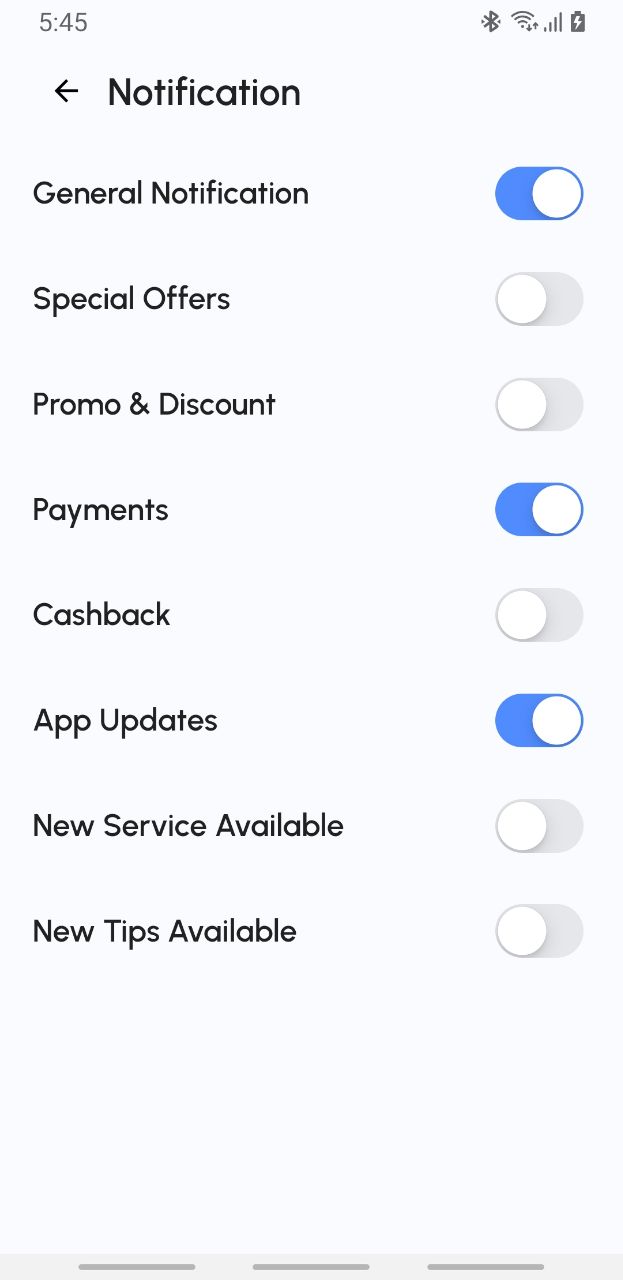 5:45
Notification
General Notification
Special Offers
Promo & Discount
Payments
Cashback
App Updates
New Service Available
New Tips Available